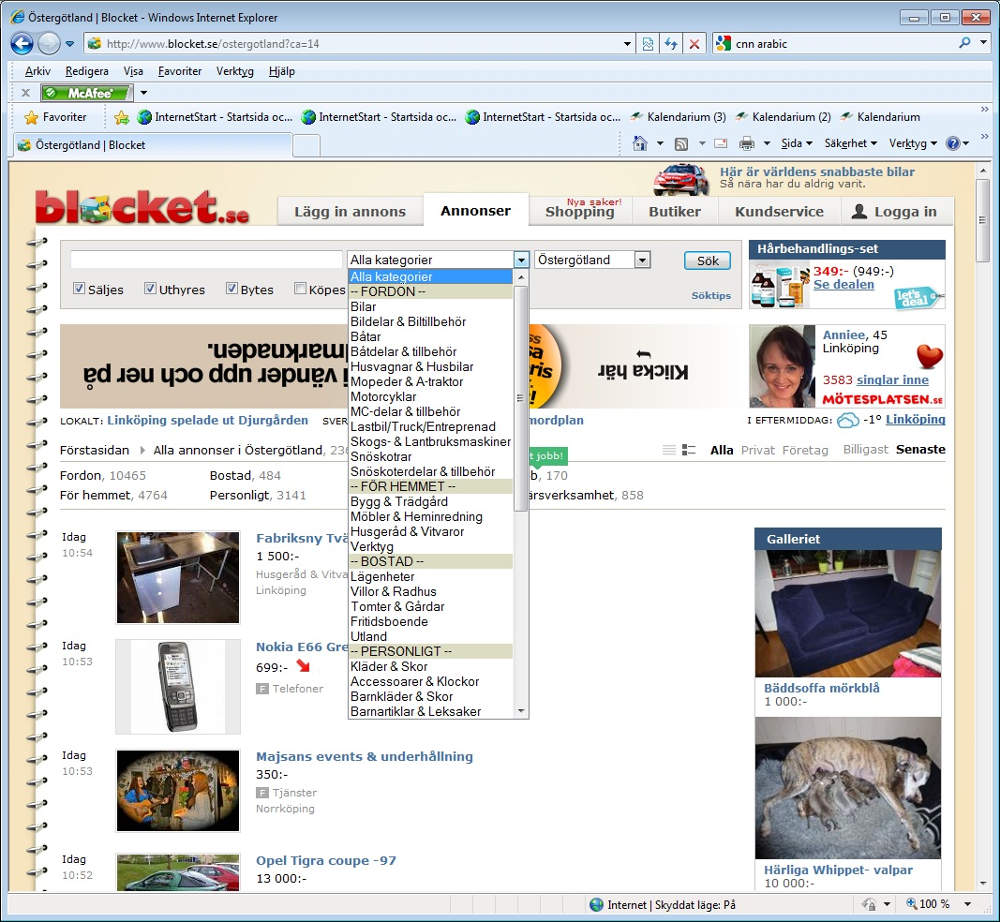 Östergötland | Blocket - Windows Internet Explorer
http://www.blocket.se/ostergotland?ca=14
cnn arabic
Arkiv Redigera Visa Favoriter Verktyg Hjälp
McAfee
Favoriter InternetStart - Startsida oc... InternetStart - Startsida oc... InternetStart - Startsida oc... Kalendarium (3) Kalendarium (2) Kalendarium
Östergötland | Blocket
Sida Säkerhet Verktyg
Här är världens snabbaste bilar
Så nära har du aldrig varit.
blocket.se
Lägg in annons Annonser Shopping Nya saker! Butiker Kundservice Logga in
Alla kategorier Östergötland Sök
Säljes Uthyres Bytes Köpes
Söktips
Hårbehandlings-set
349:- (949:-)
Se dealen
let's deal
Alla kategorier
-- FORDON --
Bilar
Bildelar & Biltillbehör
Båtar
Båtdelar & tillbehör
Husvagnar & Husbilar
Mopeder & A-traktor
Motorcyklar
MC-delar & tillbehör
Lastbil/Truck/Entreprenad
Skogs- & Lantbruksmaskiner
Snöskotrar
Snöskoterdelar & tillbehör
-- FÖR HEMMET --
Bygg & Trädgård
Möbler & Heminredning
Husgeråd & Vitvaror
Verktyg
-- BOSTAD --
Lägenheter
Villor & Radhus
Tomter & Gårdar
Fritidsboende
Utland
-- PERSONLIGT --
Kläder & Skor
Accessoarer & Klockor
Barnkläder & Skor
Barnartiklar & Leksaker
i vänder upp och ner på
marknaden.
Klicka här
Anniee, 45
Linköping
3583 singlar inne
MÖTESPLATSEN.SE
LOKALT: Linköping spelade ut Djurgården
mordplan
I EFTERMIDDAG: -1° Linköping
Förstasidan Alla annonser i Östergötland,
t jobb!
Alla Privat Företag Billigast Senaste
Fordon, 10465 Bostad, 484 b, 170
För hemmet, 4764 Personligt, 3141 ärsverksamhet, 858
Idag
10:54
Fabriksny Tvä
1 500:-
Husgeråd & Vitva
Linköping
Idag
10:53
Nokia E66 Gre
699:-
F Telefoner
Idag
10:53
Majsans events & underhållning
350:-
F Tjänster
Norrköping
Idag
10:52
Opel Tigra coupe -97
13 000:-
Galleriet
Bäddsoffa mörkblå
1 000:-
Härliga Whippet- valpar
10 000:-
Internet | Skyddat läge: På
100 %